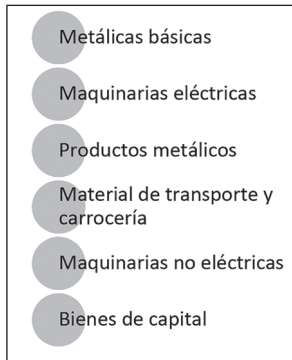 Metálicas básicas
Maquinarias eléctricas
Productos metálicos
Material de transporte y
carrocería
Maquinarias no eléctricas
Bienes de capital